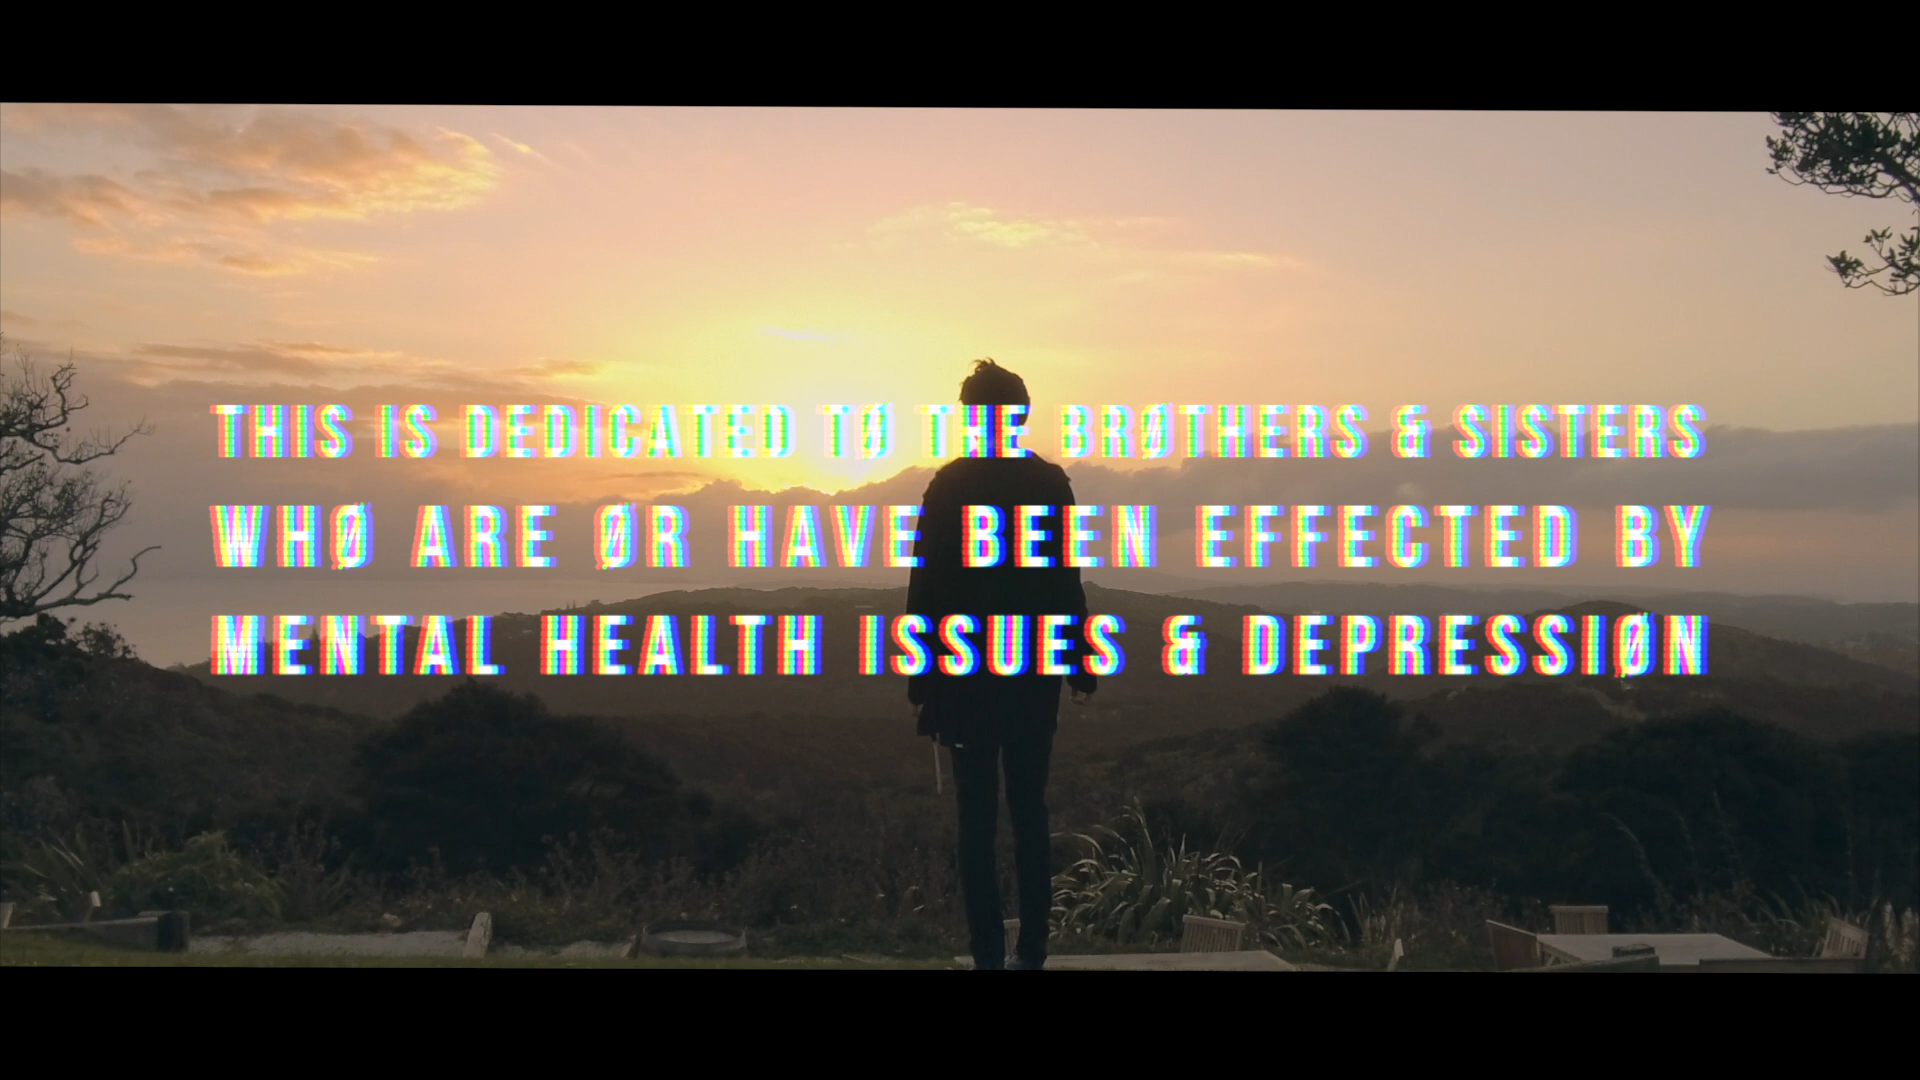 THIS IS DEDICATED TØ THE BRØTHERS & SISTERS
WHØ ARE ØR HAVE BEEN EFFECTED BY
MENTAL HEALTH ISSUES & DEPRESSIØN